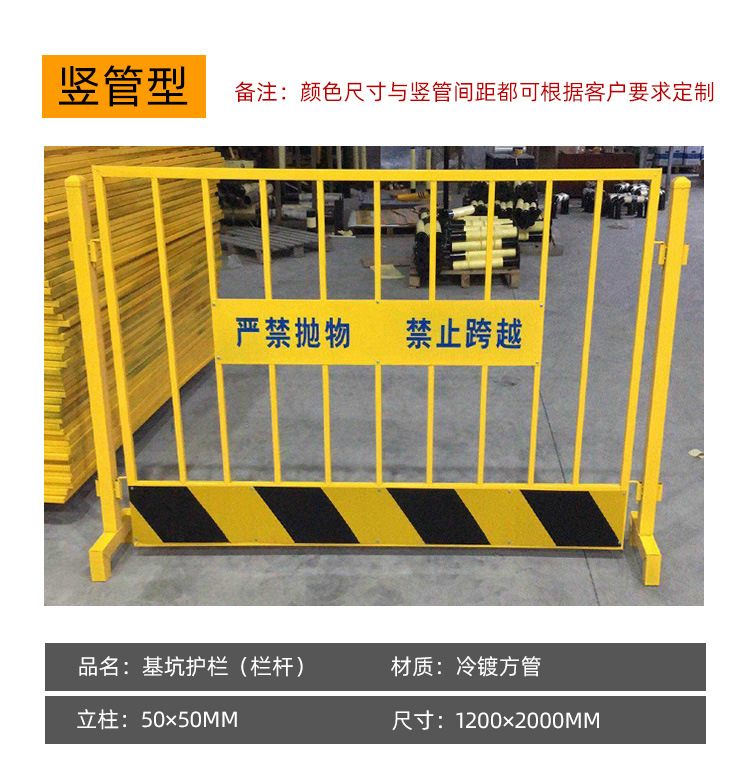 竖管型
备注：颜色尺寸与竖管间距都可根据客户要求定制
严禁抛物 禁止跨越
品名：基坑护栏（栏杆） 材质：冷镀方管
立柱：50×50MM 尺寸：1200×2000MM